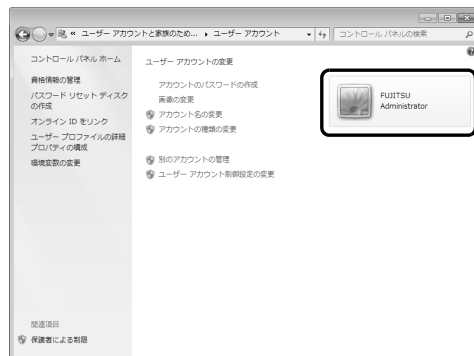 ユーザー アカウントと家族のため... ▸ ユーザー アカウント
コントロール パネルの検索
コントロール パネル ホーム
資格情報の管理
パスワード リセット ディスク
の作成
オンライン ID をリンク
ユーザー プロファイルの詳細
プロパティの構成
環境変数の変更
ユーザー アカウントの変更
アカウントのパスワードの作成
画像の変更
アカウント名の変更
アカウントの種類の変更
別のアカウントの管理
ユーザー アカウント制御設定の変更
FUJITSU
Administrator
関連項目
保護者による制限